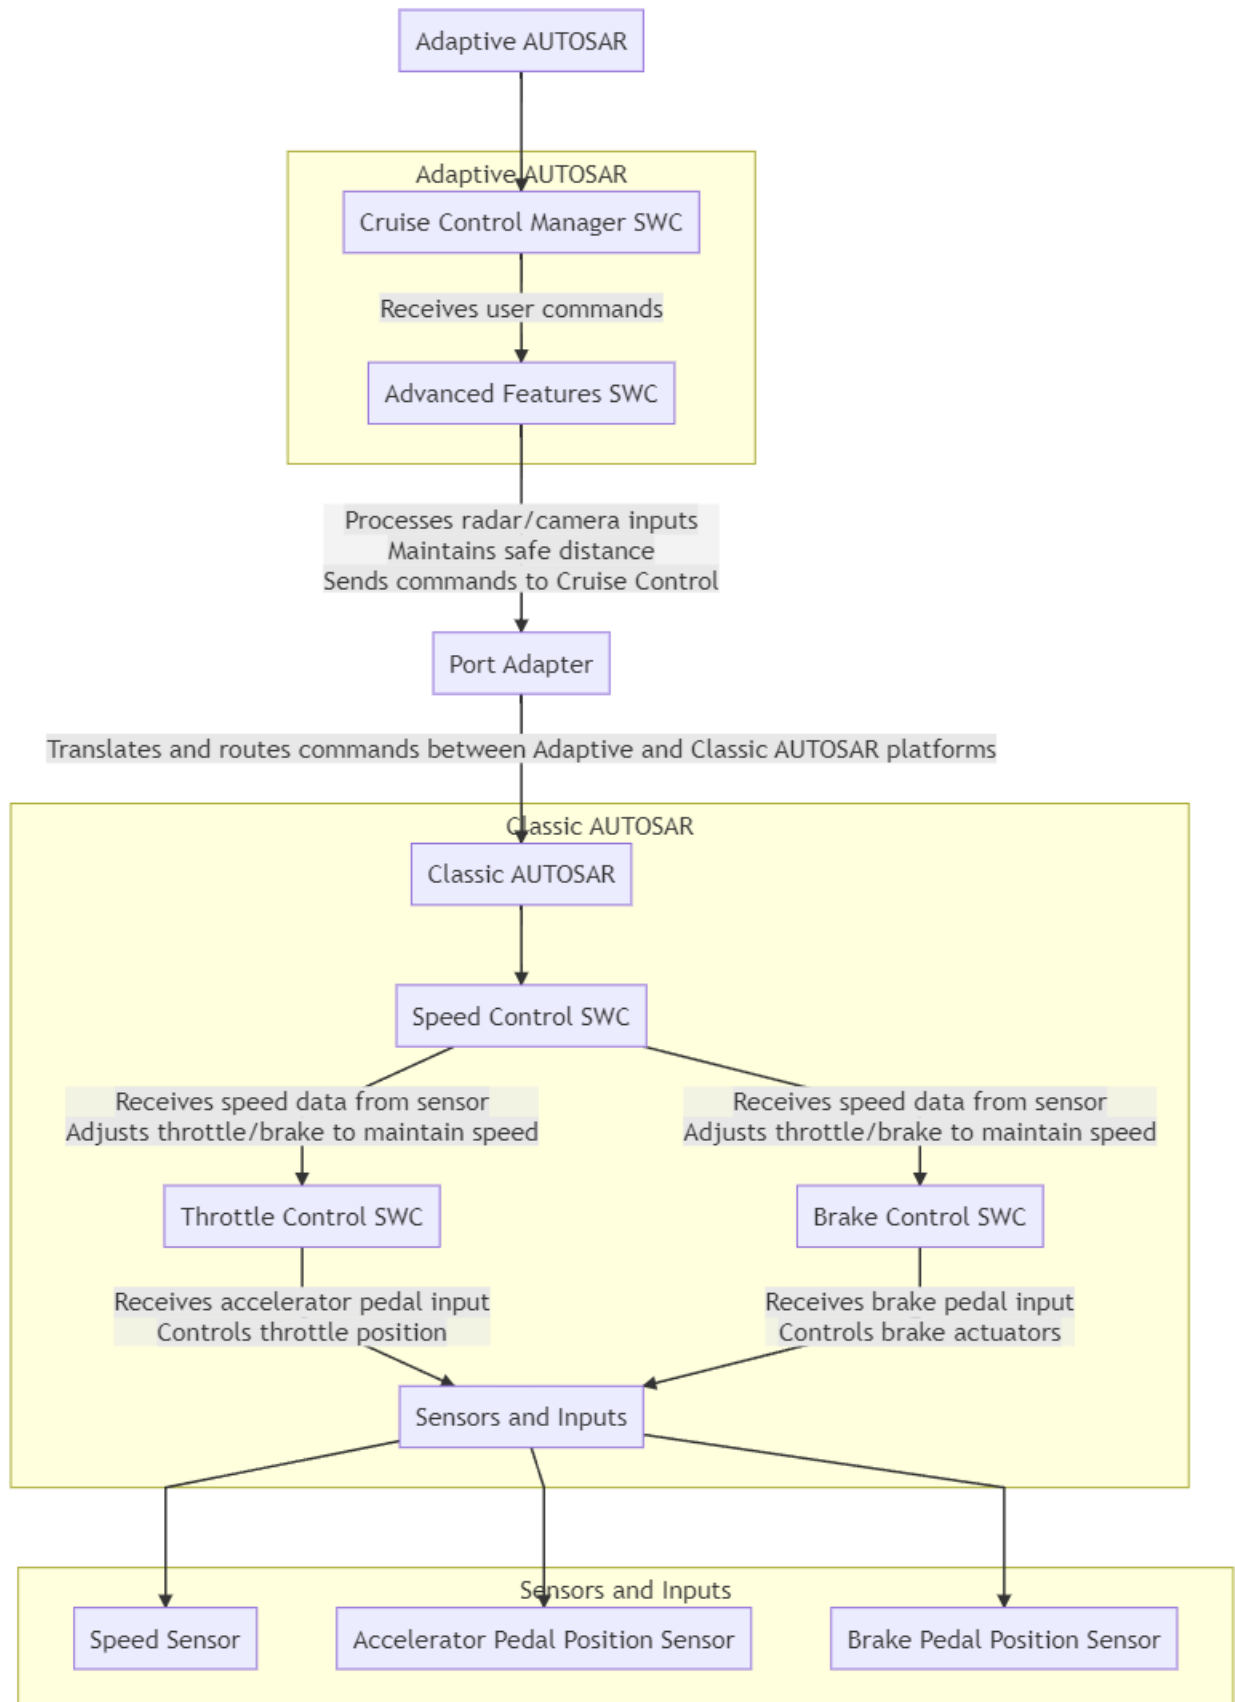 Adaptive AUTOSAR
Adaptive AUTOSAR
Cruise Control Manager SWC
Receives user commands
Advanced Features SWC
Processes radar/camera inputs
Maintains safe distance
Sends commands to Cruise Control
Port Adapter
Translates and routes commands between Adaptive and Classic AUTOSAR platforms
Classic AUTOSAR
Classic AUTOSAR
Speed Control SWC
Receives speed data from sensor
Adjusts throttle/brake to maintain speed
Receives speed data from sensor
Adjusts throttle/brake to maintain speed
Throttle Control SWC
Brake Control SWC
Receives accelerator pedal input
Controls throttle position
Receives brake pedal input
Controls brake actuators
Sensors and Inputs
Sensors and Inputs
Speed Sensor
Accelerator Pedal Position Sensor
Brake Pedal Position Sensor